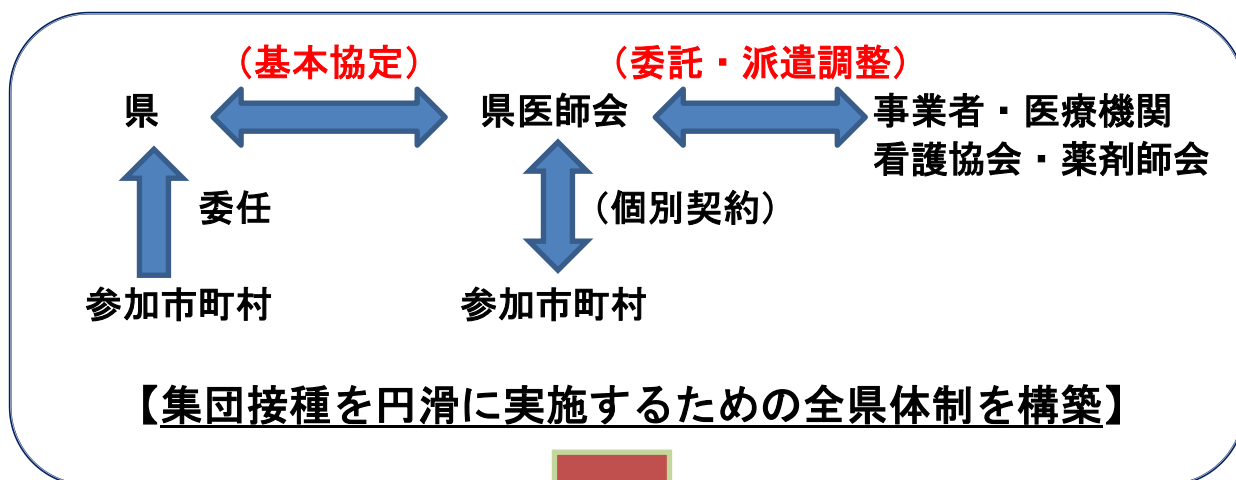 （基本協定）
（委託・派遣調整）
県
県医師会
事業者・医療機関
看護協会・薬剤師会
委任
（個別契約）
参加市町村
参加市町村
【集団接種を円滑に実施するための全県体制を構築】